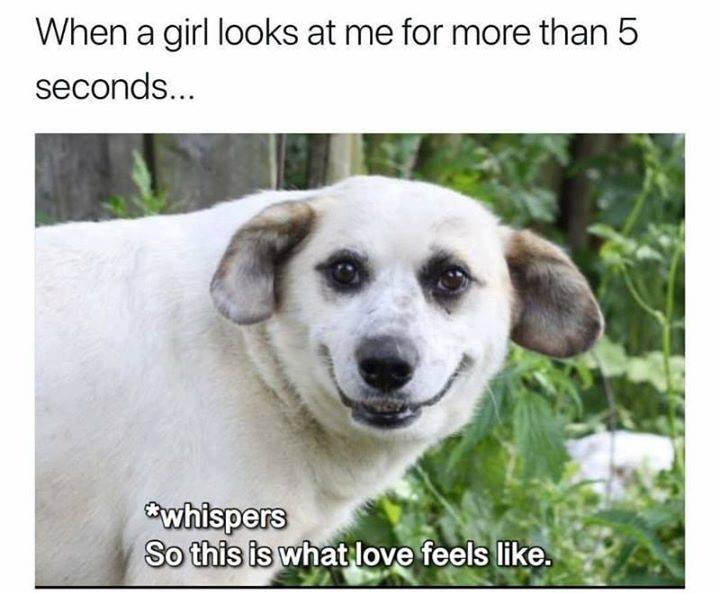 When a girl looks at me for more than 5
seconds...
*whispers
So this is what love feels like.